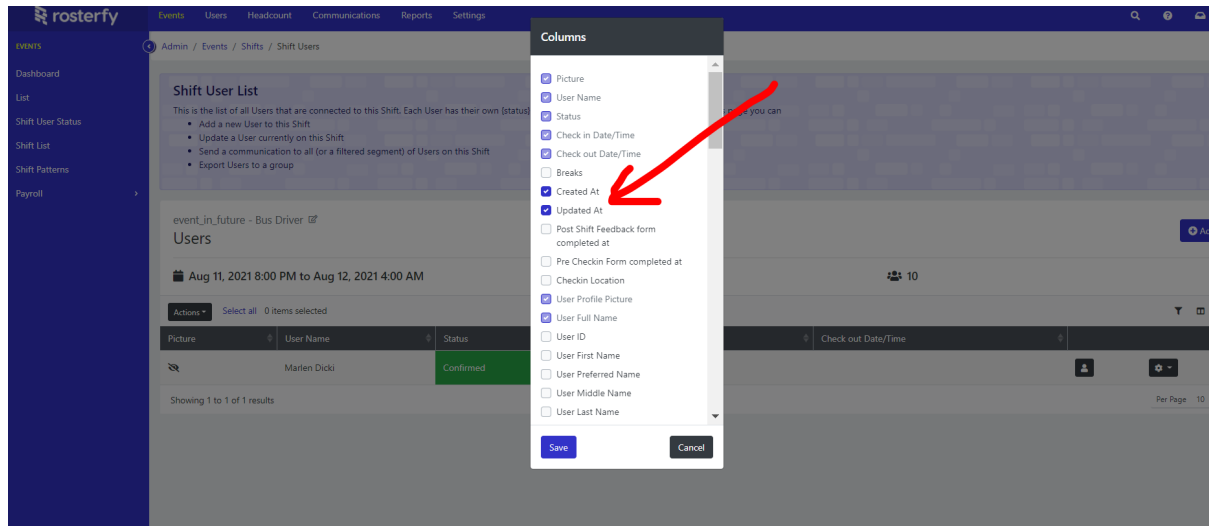 rosterfy
Events Users Headcount Communications Reports Settings
EVENTS
Dashboard
List
Shift User Status
Shift List
Shift Patterns
Payroll
Admin / Events / Shifts / Shift Users
Shift User List
This is the list of all Users that are connected to this Shift. Each User has their own [status] page you can
Add a new User to this Shift
Update a User currently on this Shift
Send a communication to all (or a filtered segment) of Users on this Shift
Export Users to a group
event_in_future - Bus Driver
Users
Aug 11, 2021 8:00 PM to Aug 12, 2021 4:00 AM
10
Actions Select all 0 items selected
Picture User Name Status Check out Date/Time
Marlen Dicki Confirmed
Showing 1 to 1 of 1 results
Per Page 10
Columns
Picture
User Name
Status
Check in Date/Time
Check out Date/Time
Breaks
Created At
Updated At
Post Shift Feedback form
completed at
Pre Checkin Form completed at
Checkin Location
User Profile Picture
User Full Name
User ID
User First Name
User Preferred Name
User Middle Name
User Last Name
Save Cancel